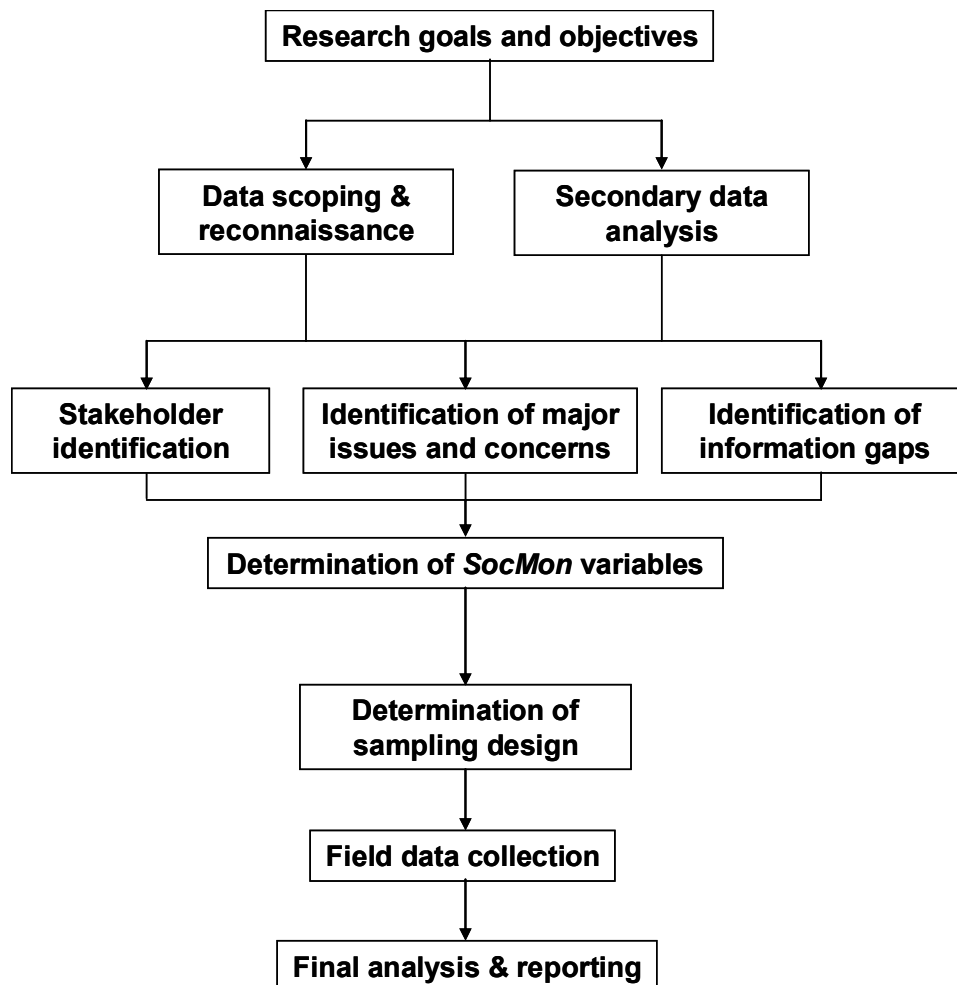 Research goals and objectives
Data scoping &
reconnaissance
Secondary data
analysis
Stakeholder
identification
Identification of major
issues and concerns
Identification of
information gaps
Determination of SocMon variables
Determination of
sampling design
Field data collection
Final analysis & reporting